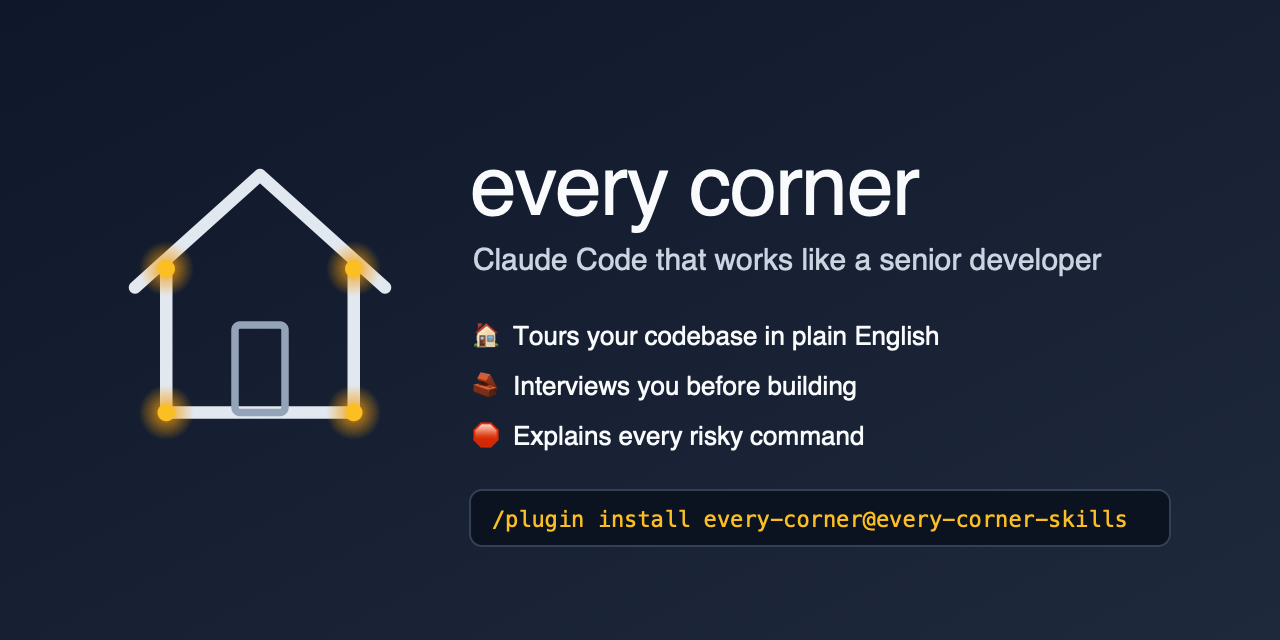 every corner
Claude Code that works like a senior developer
Tours your codebase in plain English
Interviews you before building
Explains every risky command
/plugin install every-corner@every-corner-skills